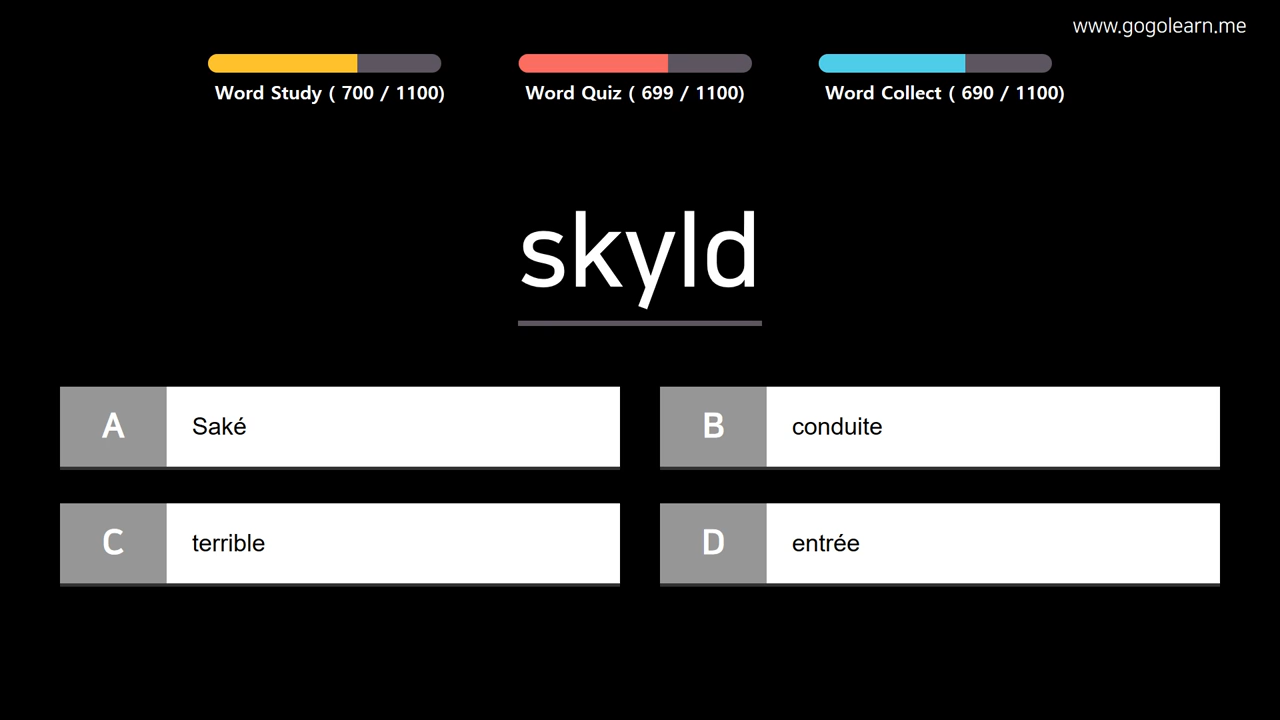 www.gogolearn.me
Word Study ( 700 / 1100)
Word Quiz ( 699 / 1100)
Word Collect ( 690 / 1100)
skyld
A Saké
B conduite
C terrible
D entrée